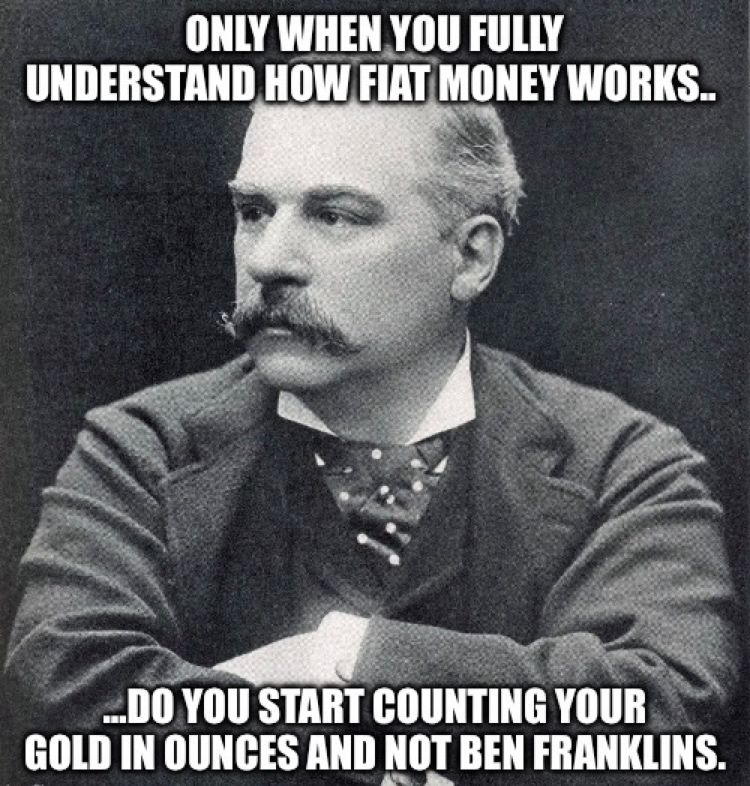 ONLY WHEN YOU FULLY
UNDERSTAND HOW FIAT MONEY WORKS..
...DO YOU START COUNTING YOUR
GOLD IN OUNCES AND NOT BEN FRANKLINS.